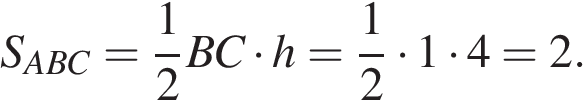 $S_{ABC} = \frac{1}{2} BC \cdot h = \frac{1}{2} \cdot 1 \cdot 4 = 2.$